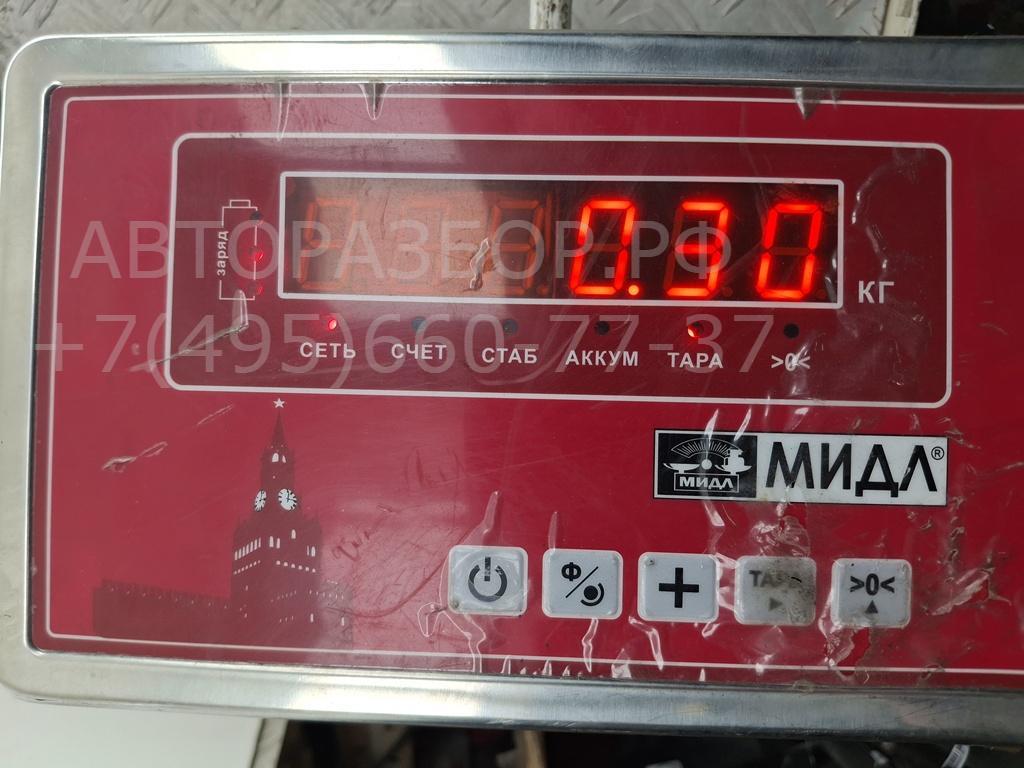 АВТОРАЗБОР.РФ
+7(495)660-77-37
заряд
0.30
КГ
СЕТЬ СЧЕТ СТАБ АККУМ ТАРА >0<
МИДЛ МИДЛ®
Ф + >0<